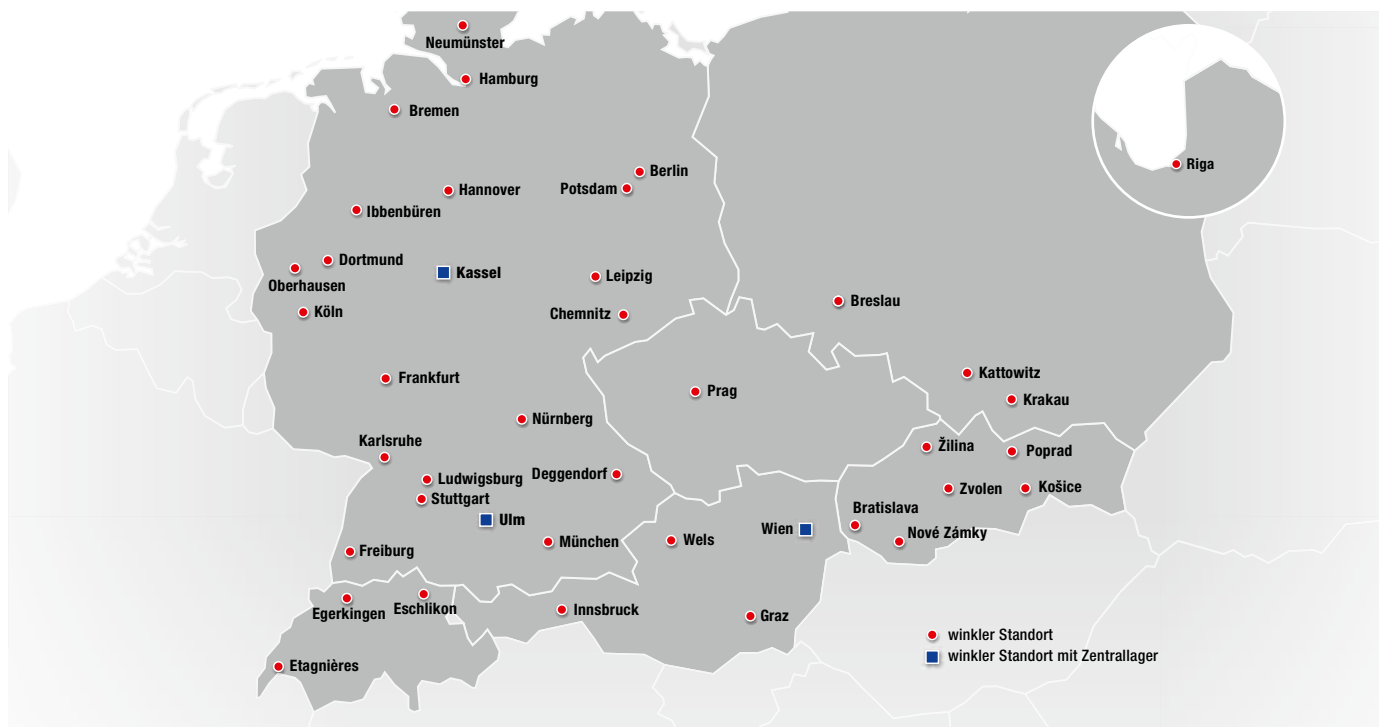 Neumünster
Hamburg
Bremen
Riga
Berlin
Potsdam
Hannover
Ibbenbüren
Dortmund
Oberhausen
Kassel
Leipzig
Köln
Chemnitz
Breslau
Frankfurt
Kattowitz
Prag
Krakau
Nürnberg
Karlsruhe
Žilina
Poprad
Ludwigsburg
Deggendorf
Stuttgart
Zvolen
Košice
Ulm
Bratislava
Wien
Nové Zámky
Freiburg
München
Wels
Egerkingen
Eschlikon
Innsbruck
Graz
Etagnières
winkler Standort
winkler Standort mit Zentrallager